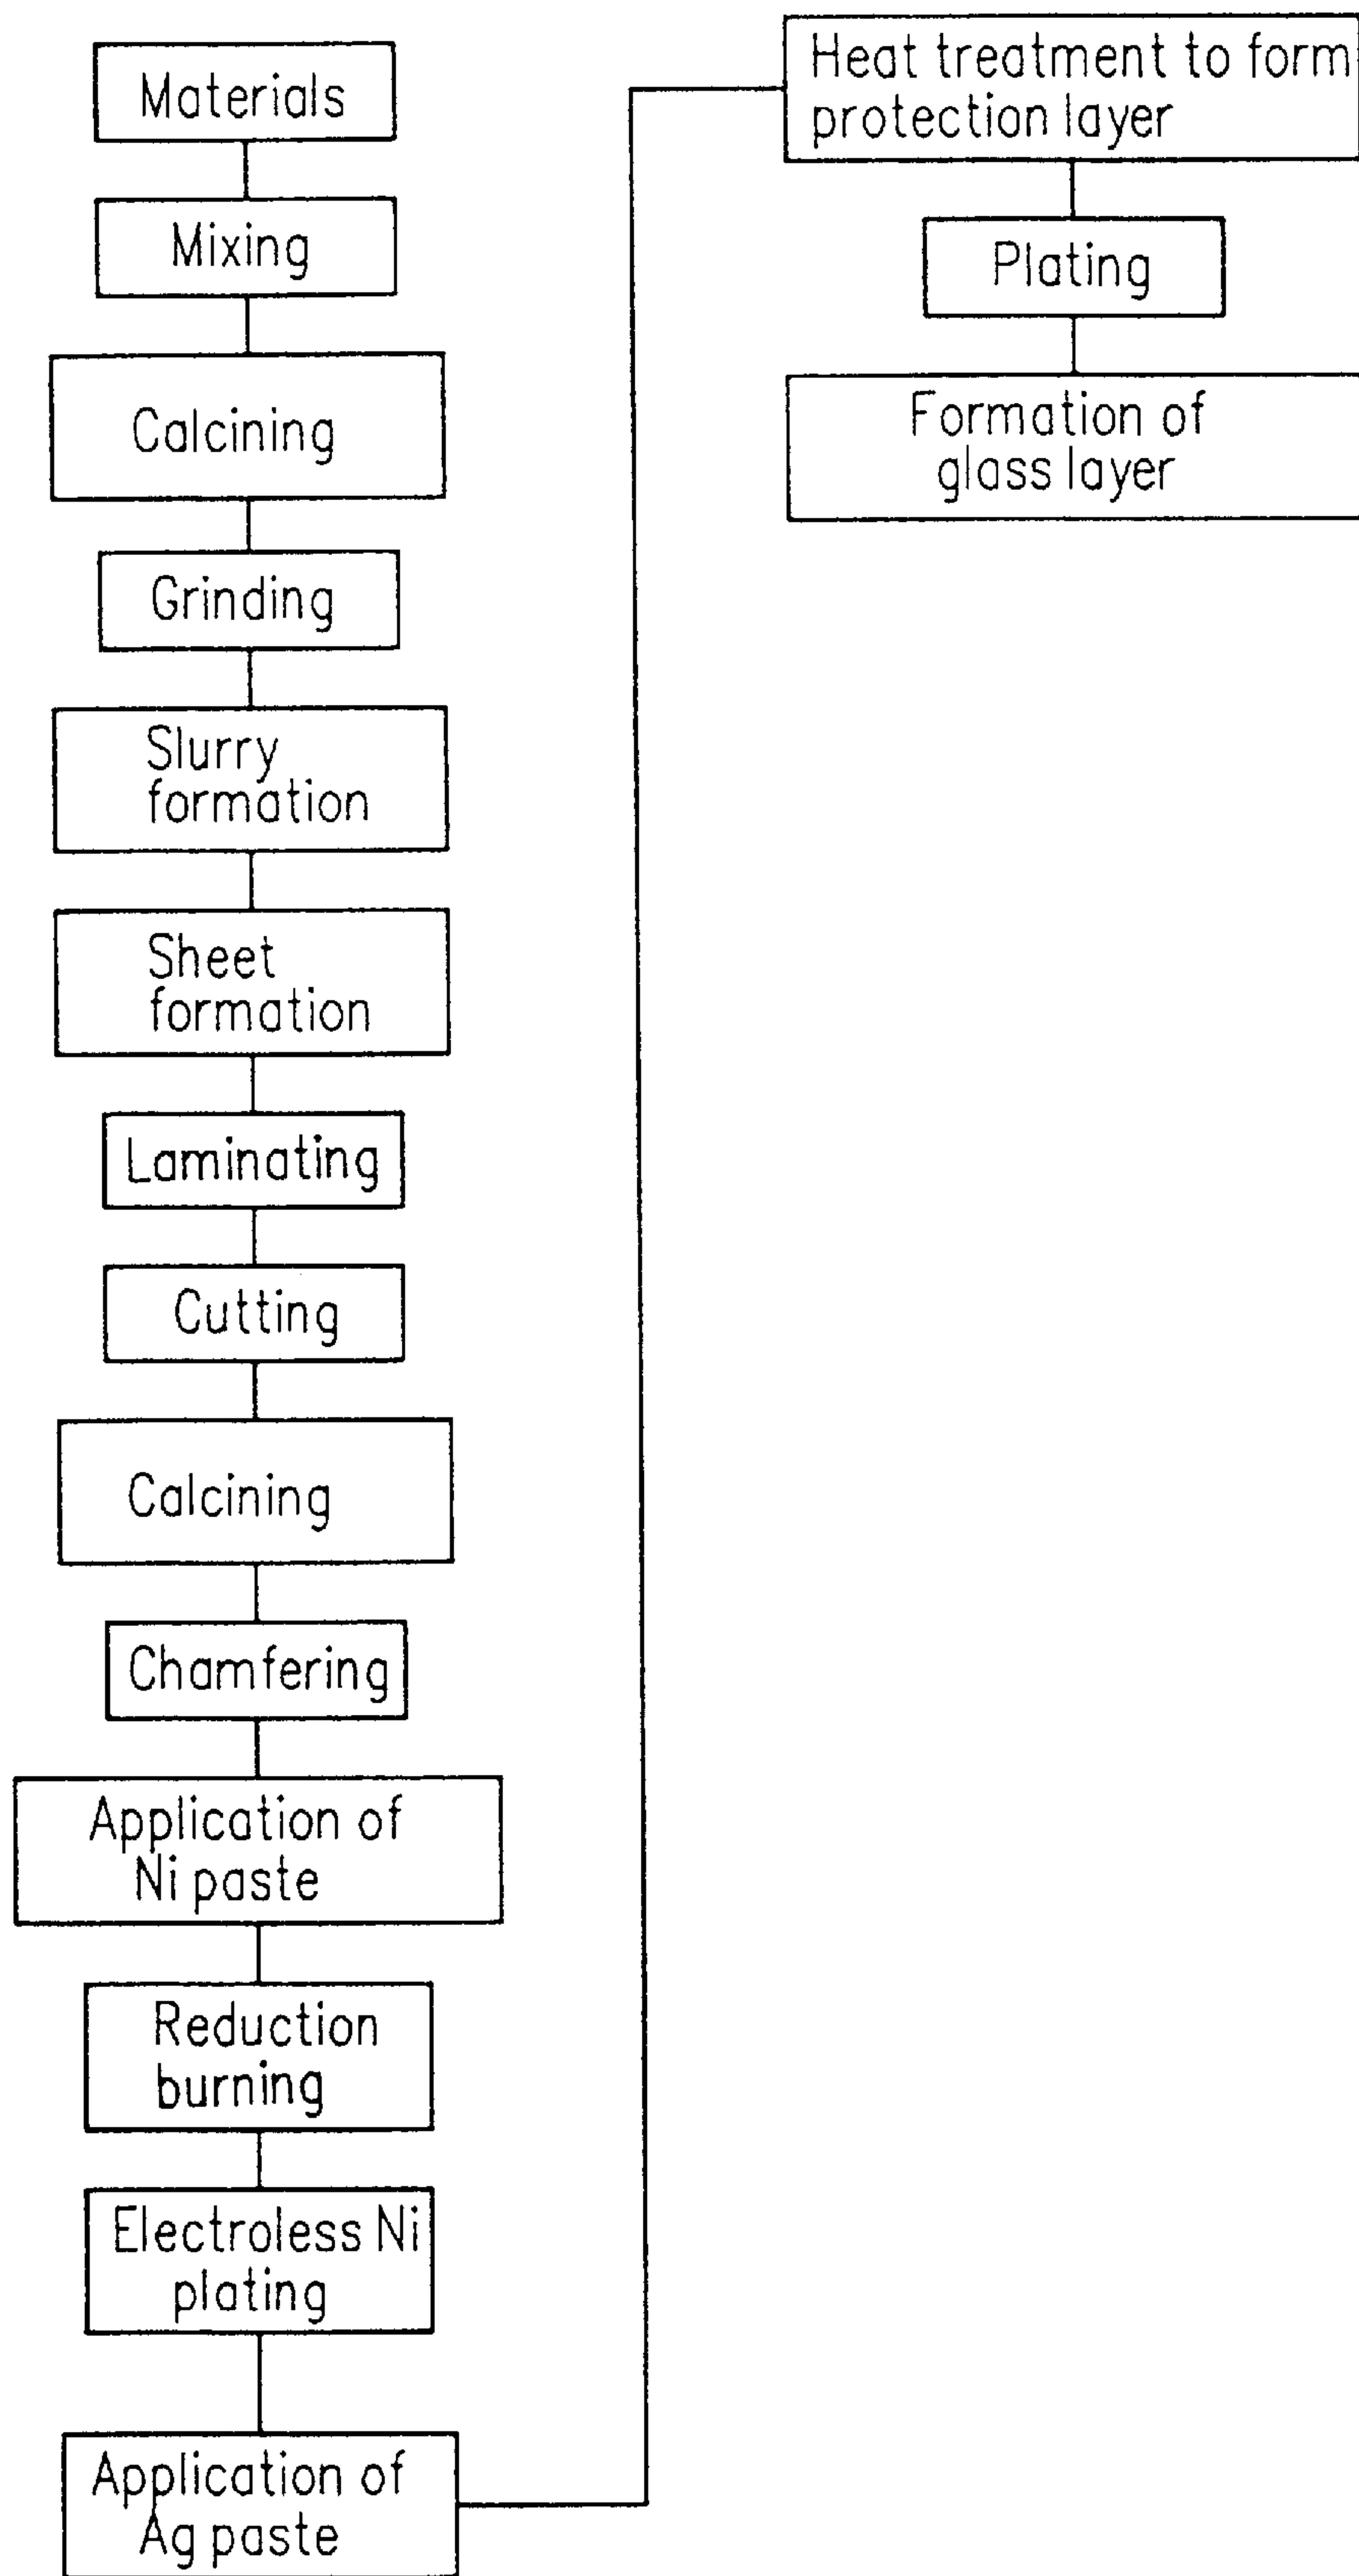 Materials
Mixing
Calcining
Grinding
Slurry
formation
Sheet
formation
Laminating
Cutting
Calcining
Chamfering
Application of
Ni paste
Reduction
burning
Electroless Ni
plating
Application of
Ag paste
Heat treatment to form
protection layer
Plating
Formation of
glass layer